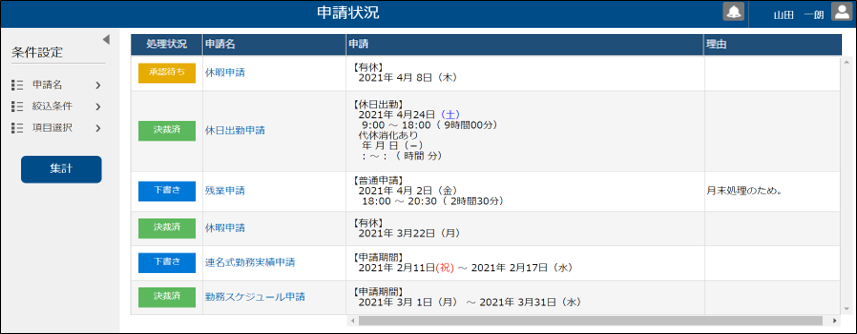 申請状況
山田 一朗
条件設定
申請名
絞込条件
項目選択
集計
処理状況 申請名 申請 理由
承認待ち 休暇申請 【有休】
2021年 4月 8日（木）
決裁済 休日出勤申請 【休日出勤】
2021年 4月24日（土）
9:00 ～ 18:00（ 9時間00分）
代休消化あり
年 月 日（－）
: ～ : （ 時間 分）
下書き 残業申請 【普通申請】
2021年 4月 2日（金）
18:00 ～ 20:30（ 2時間30分）
月末処理のため。
決裁済 休暇申請 【有休】
2021年 3月22日（月）
下書き 連名式勤務実績申請 【申請期間】
2021年 2月11日(祝) ～ 2021年 2月17日（水）
決裁済 勤務スケジュール申請 【申請期間】
2021年 3月 1日（月） ～ 2021年 3月31日（水）